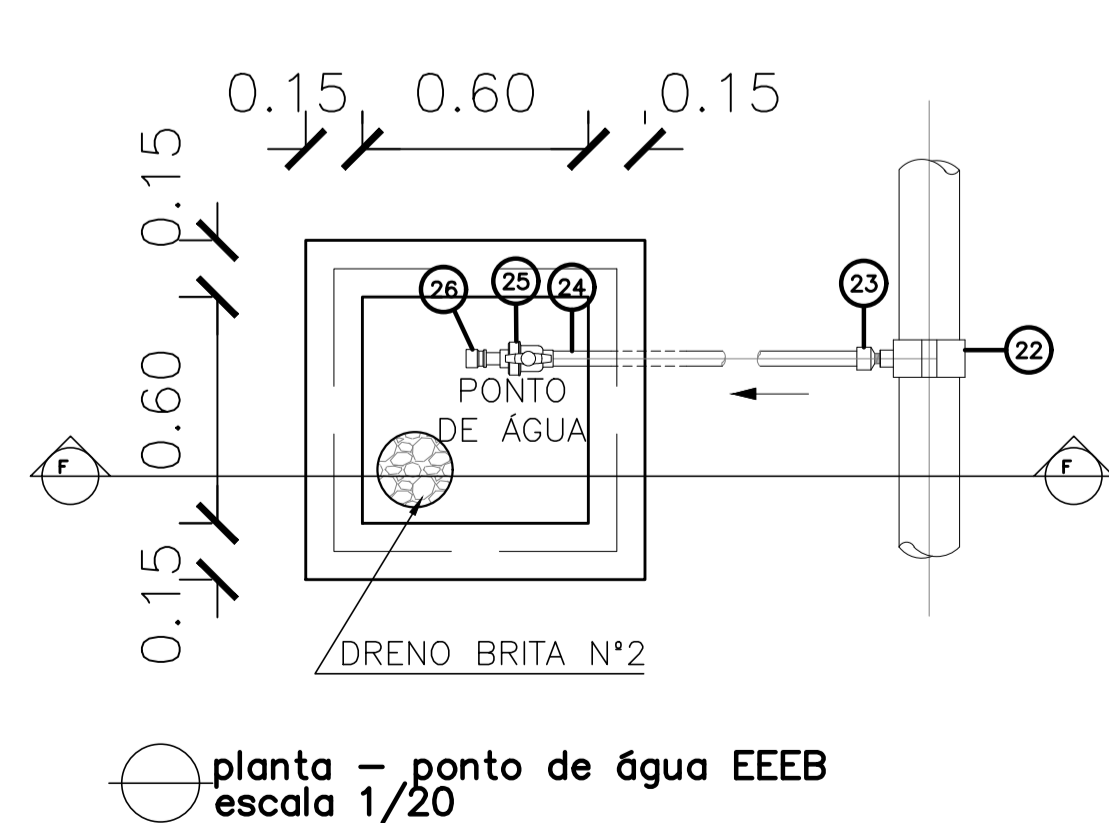 0.15 0.60 0.15
0.15
0.60
0.15
26
25
24
23
22
PONTO
DE ÁGUA
F
F
DRENO BRITA Nº2
planta - ponto de água EEEB
escala 1/20